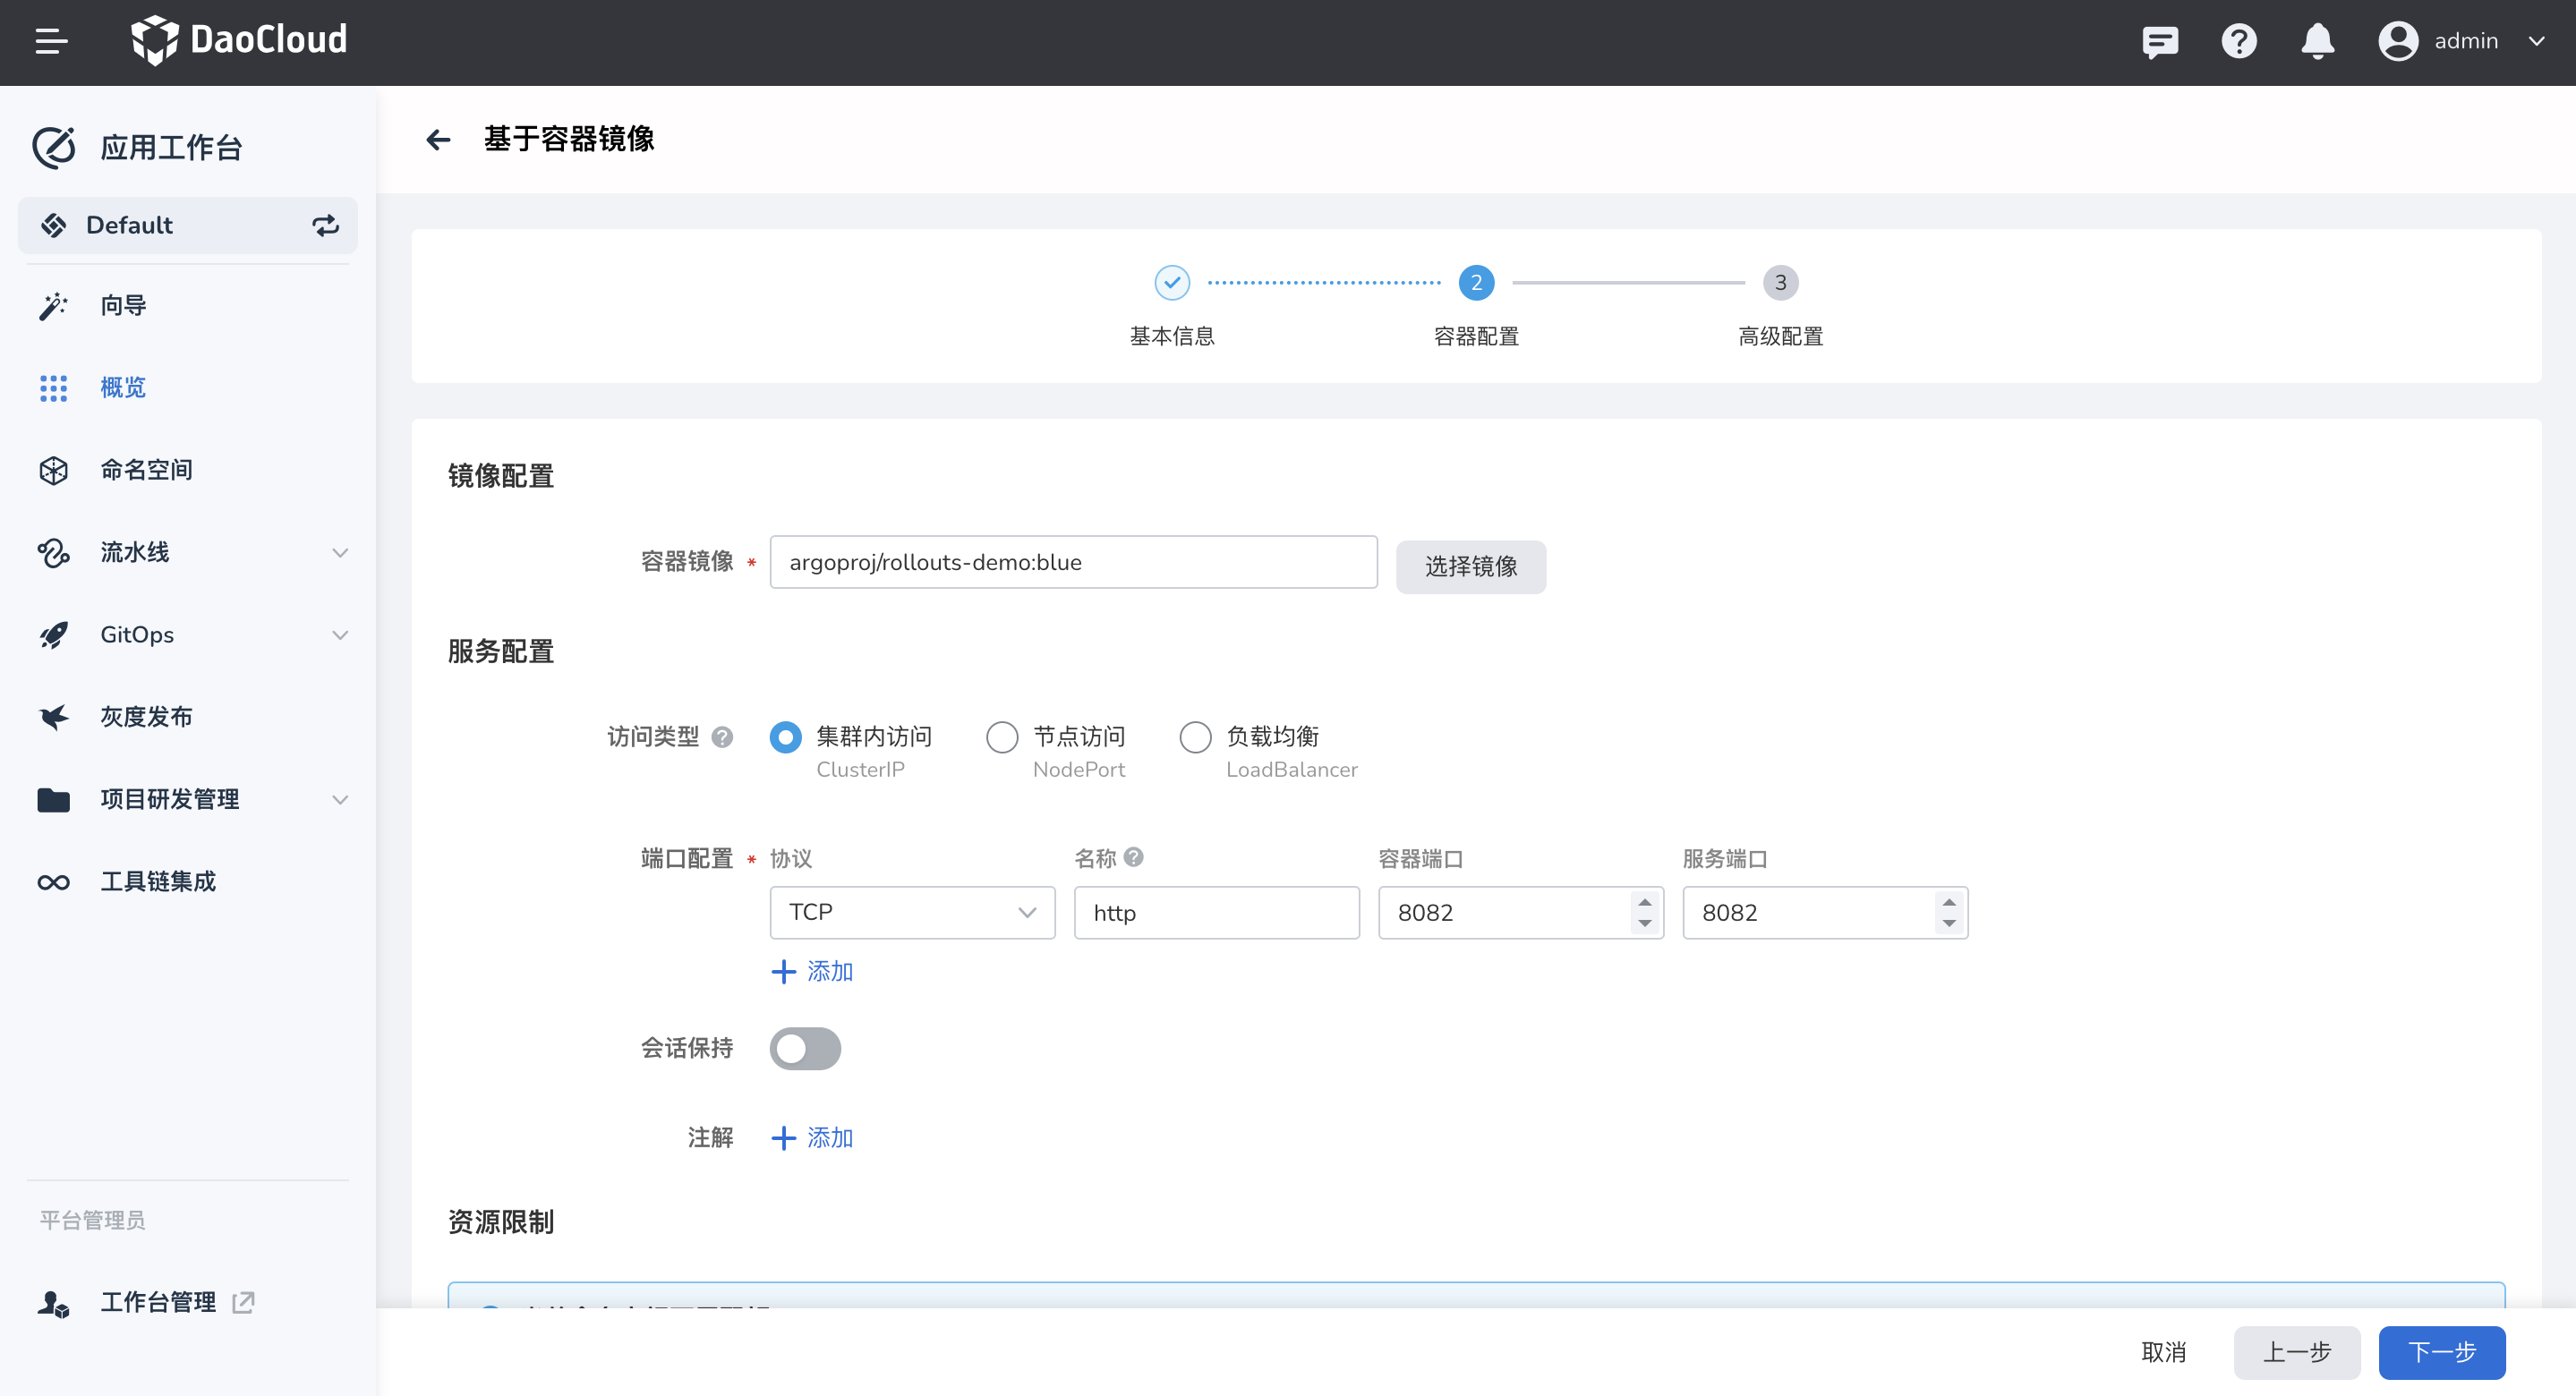 DaoCloud
admin
应用工作台
Default
向导
概览
命名空间
流水线
GitOps
灰度发布
项目研发管理
工具链集成
平台管理员
工作台管理
基于容器镜像
2
3
基本信息
容器配置
高级配置
镜像配置
容器镜像 * argoproj/rollouts-demo:blue 选择镜像
服务配置
访问类型 集群内访问 节点访问 负载均衡
ClusterIP NodePort LoadBalancer
端口配置 * 协议 名称 容器端口 服务端口
TCP http 8082 8082
添加
会话保持
注解 添加
资源限制
取消 上一步 下一步